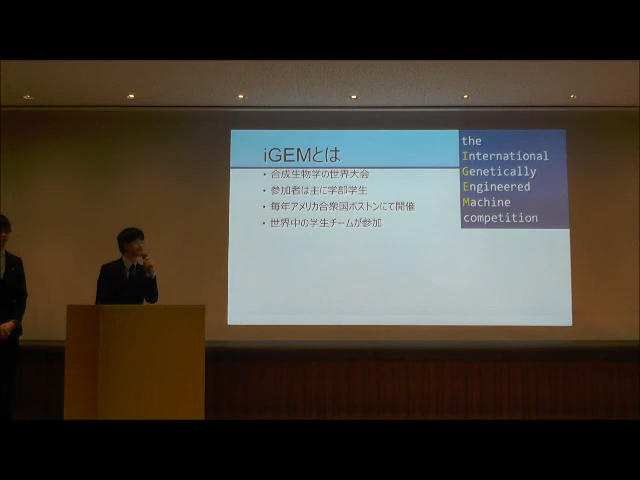 iGEMとは
• 合成生物学の世界大会
• 参加者は主に学部学生
• 毎年アメリカ合衆国ボストンにて開催
• 世界中の学生チームが参加
the
International
Genetically
Engineered
Machine
competition